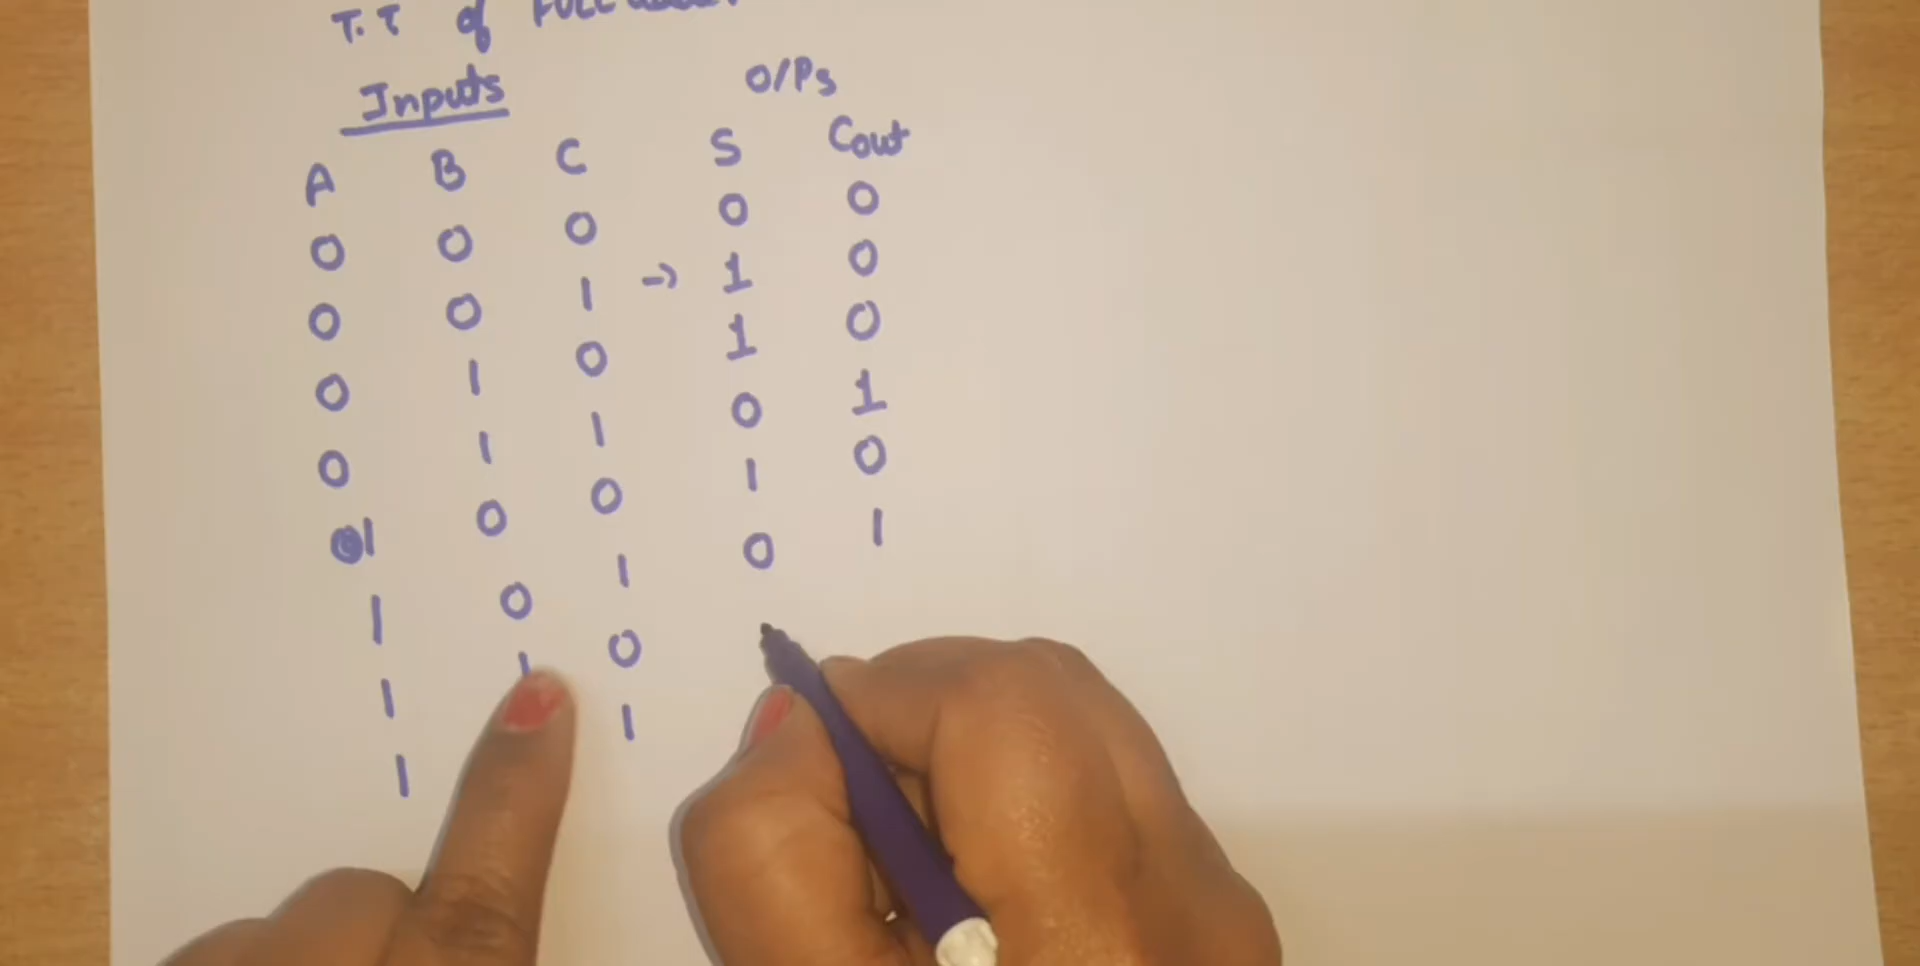 T.T of FULL adder
Inputs O/Ps
A B C S Cout
0 0 0 0 0
0 0 1 → 1 0
0 1 0 1 0
0 1 1 0 1
1 0 0 1 0
1 0 1 0 1
1 1 0
1 1